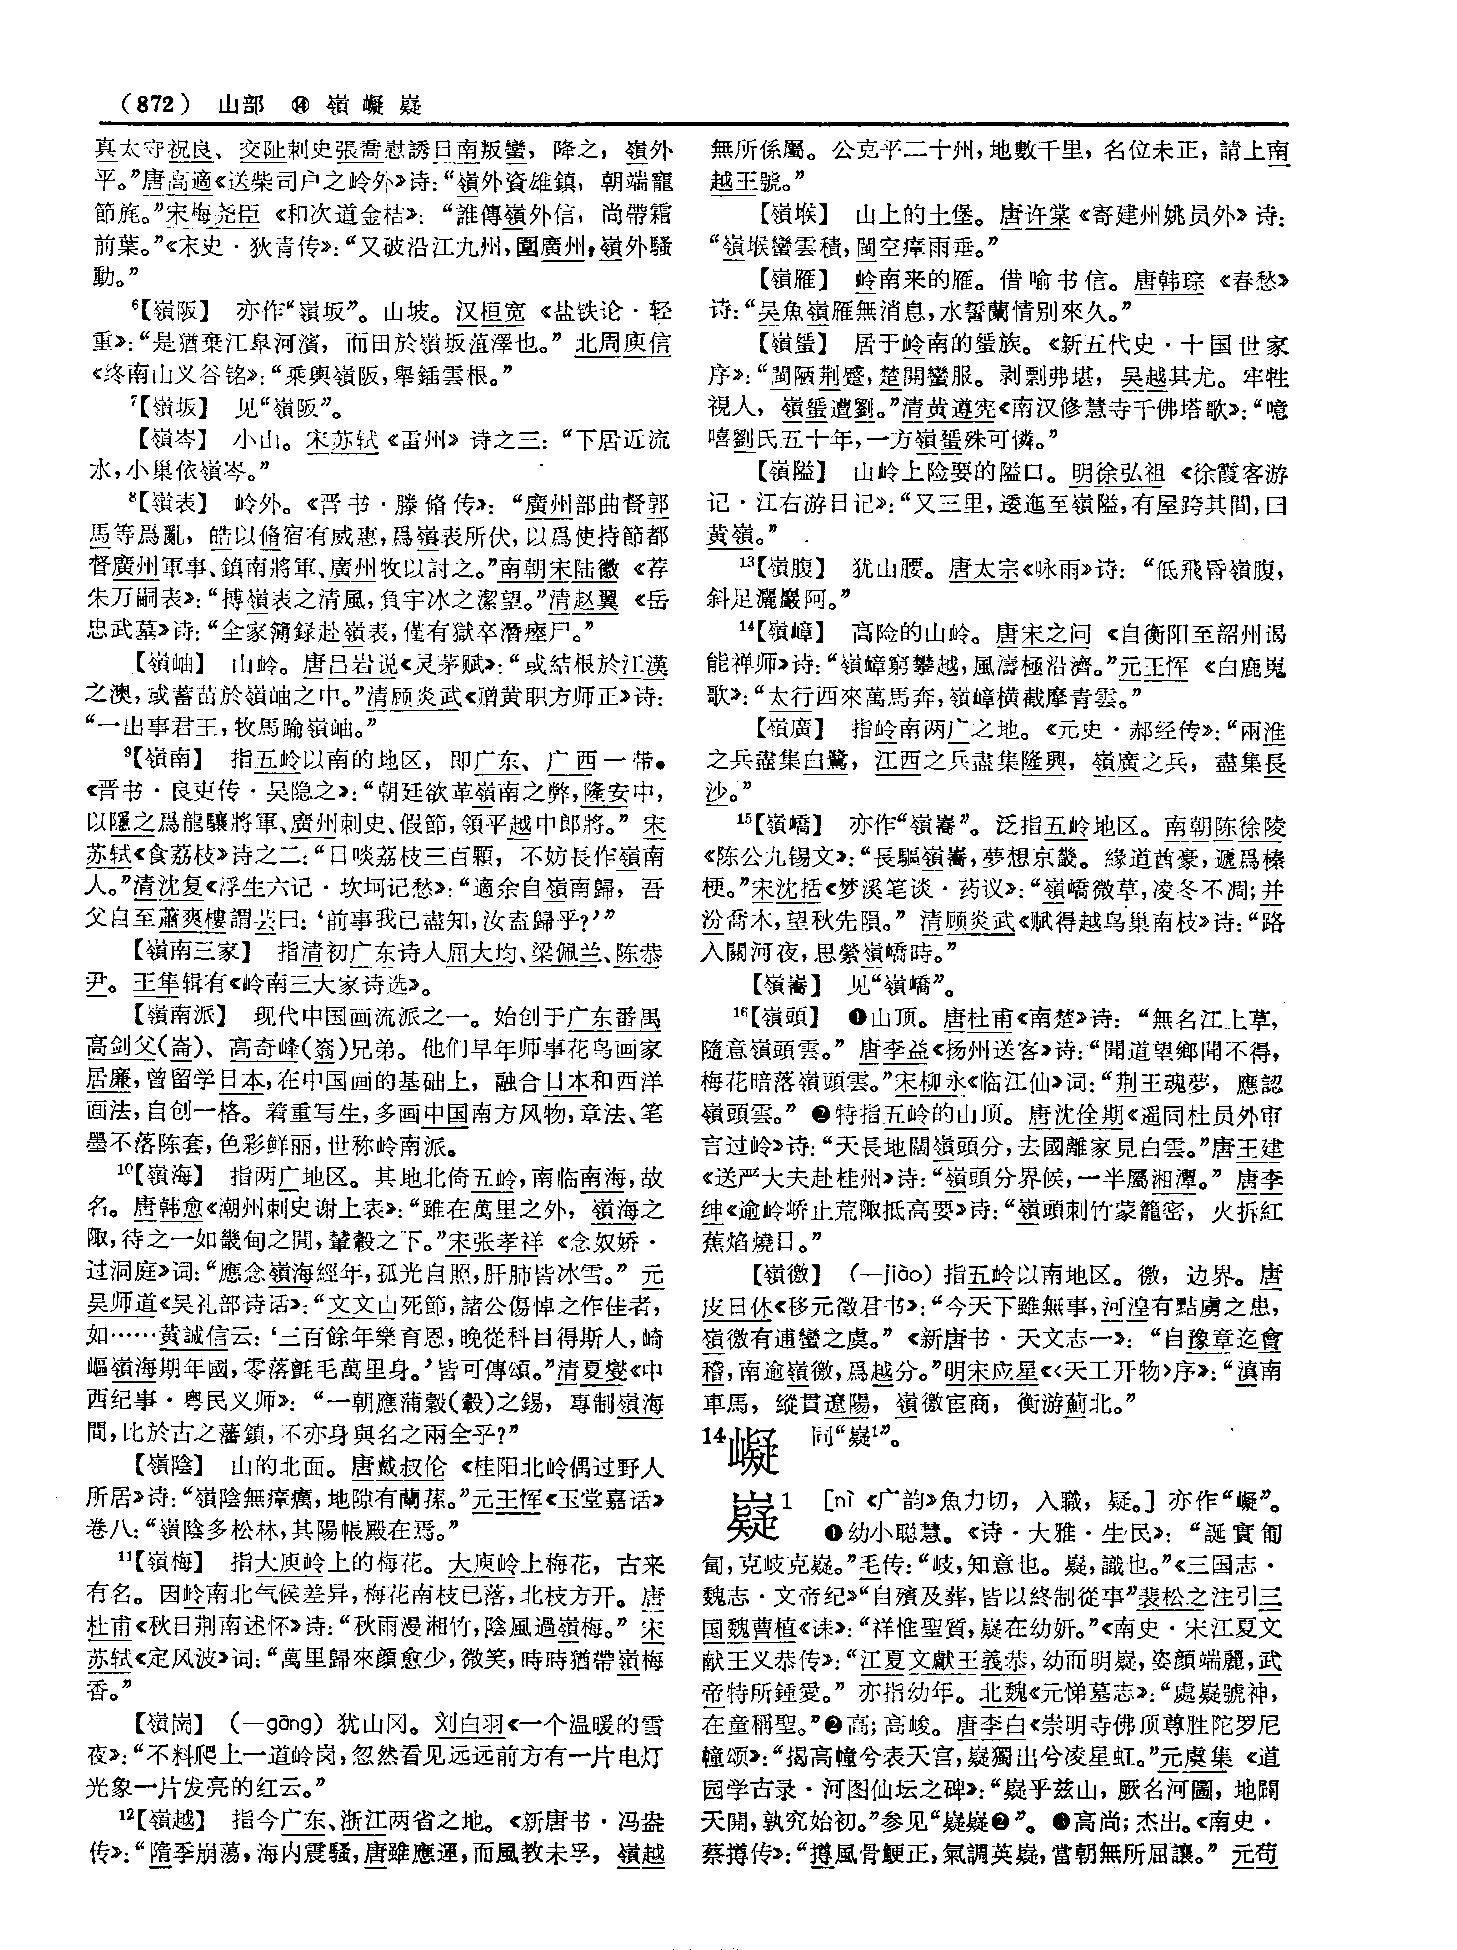 (872) 山部 ⑭ 嶺㠜嶷
真太守祝良、交阯刺史張喬慰誘日南叛蠻，降之，嶺外
平。”唐高適《送柴司户之岭外》诗：“嶺外資雄鎮，朝端寵
節旄。”宋梅尧臣《和次道金桔》：“誰傳嶺外信，尚帶霜
前葉。”《宋史·狄青传》：“又破沿江九州，圍廣州，嶺外騷
動。”
⁶【嶺阪】 亦作“嶺坂”。山坡。汉桓宽《盐铁论·轻
重》：“是猶棄江臯河濱，而田於嶺坂菹澤也。”北周庾信
《终南山义谷铭》：“乘輿嶺阪，舉鍤雲根。”
⁷【嶺坂】 见“嶺阪”。
【嶺岑】 小山。宋苏轼《雷州》诗之三：“下居近流
水，小巢依嶺岑。”
⁸【嶺表】 岭外。《晋书·滕脩传》：“廣州部曲督郭
馬等爲亂，皓以脩宿有威惠，爲嶺表所伏，以爲使持節都
督廣州軍事、鎮南將軍、廣州牧以討之。”南朝宋陆徽《荐
朱万嗣表》：“搏嶺表之清風，負宇冰之潔望。”清赵翼《岳
忠武墓》诗：“全家簿録赴嶺表，僅有獄卒潛瘞尸。”
【嶺岫】 山岭。唐吕岩说《灵茅赋》：“或結根於江漢
之澳，或蓄苗於嶺岫之中。”清顾炎武《赠黄职方师正》诗：
“一出事君王，牧馬踰嶺岫。”
⁹【嶺南】 指五岭以南的地区，即广东、广西一带。
《晋书·良吏传·吴隐之》：“朝廷欲革嶺南之弊，隆安中，
以隱之爲龍驤將軍、廣州刺史、假節，領平越中郎將。”宋
苏轼《食荔枝》诗之二：“日啖荔枝三百顆，不妨長作嶺南
人。”清沈复《浮生六记·坎坷记愁》：“適余自嶺南歸，吾
父自至蕭爽樓謂芸曰：‘前事我已盡知，汝盍歸乎？’”
【嶺南三家】 指清初广东诗人屈大均、梁佩兰、陈恭
尹。王隼辑有《岭南三大家诗选》。
【嶺南派】 现代中国画流派之一。始创于广东番禺
高剑父(崙)、高奇峰(翁)兄弟。他们早年师事花鸟画家
居廉，曾留学日本，在中国画的基础上，融合日本和西洋
画法，自创一格。着重写生，多画中国南方风物，章法、笔
墨不落陈套，色彩鲜丽，世称岭南派。
¹⁰【嶺海】 指两广地区。其地北倚五岭，南临南海，故
名。唐韩愈《潮州刺史谢上表》：“雖在萬里之外，嶺海之
陬，待之一如畿甸之間，輦轂之下。”宋张孝祥《念奴娇·
过洞庭》词：“應念嶺海經年，孤光自照，肝肺皆冰雪。”元
吴师道《吴礼部诗话》：“文文山死節，諸公傷悼之作佳者，
如……黄誠信云：‘三百餘年樂育恩，晚從科目得斯人，崎
嶇嶺海期年國，零落氈毛萬里身。’皆可傳頌。”清夏燮《中
西纪事·粤民义师》：“一朝應蒲穀(轂)之錫，專制嶺海
間，比於古之藩鎮，不亦身與名之兩全乎？”
【嶺陰】 山的北面。唐戴叔伦《桂阳北岭偶过野人
所居》诗：“嶺陰無瘴癘，地隙有蘭蓀。”元王恽《玉堂嘉话》
卷八：“嶺陰多松林，其陽帳殿在焉。”
¹¹【嶺梅】 指大庾岭上的梅花。大庾岭上梅花，古来
有名。因岭南北气候差异，梅花南枝已落，北枝方开。唐
杜甫《秋日荆南述怀》诗：“秋雨漫湘竹，陰風過嶺梅。”宋
苏轼《定风波》词：“萬里歸來顔愈少，微笑，時時猶帶嶺梅
香。”
【嶺崗】 (—gāng) 犹山冈。刘白羽《一个温暖的雪
夜》：“不料爬上一道岭岗，忽然看见远远前方有一片电灯
光象一片发亮的红云。”
¹²【嶺越】 指今广东、浙江两省之地。《新唐书·冯盎
传》：“隋季崩蕩，海内震騷，唐雖應運，而風教未孚，嶺越
無所係屬。公克平二十州，地數千里，名位未正，請上南
越王號。”
【嶺堠】 山上的土堡。唐许棠《寄建州姚员外》诗：
“嶺堠蠻雲積，閩空瘴雨垂。”
【嶺雁】 岭南来的雁。借喻书信。唐韩琮《春愁》
诗：“吴魚嶺雁無消息，水誓蘭情别來久。”
【嶺蜑】 居于岭南的蜑族。《新五代史·十国世家
序》：“閩陋荆蹙，楚開蠻服。剥剽弗堪，吴越其尤。牢牲
視人，嶺蜑遭劉。”清黄遵宪《南汉修慧寺千佛塔歌》：“噫
嘻劉氏五十年，一方嶺蜑殊可憐。”
【嶺隘】 山岭上险要的隘口。明徐弘祖《徐霞客游
记·江右游日记》：“又三里，逶迤至嶺隘，有屋跨其間，曰
黄嶺。”
¹³【嶺腹】 犹山腰。唐太宗《咏雨》诗：“低飛昏嶺腹，
斜足灑巖阿。”
¹⁴【嶺嶂】 高险的山岭。唐宋之问《自衡阳至韶州谒
能禅师》诗：“嶺嶂窮攀越，風濤極沿濟。”元王恽《白鹿嵬
歌》：“太行西來萬馬奔，嶺嶂横截摩青雲。”
【嶺廣】 指岭南两广之地。《元史·郝经传》：“兩淮
之兵盡集白鷺，江西之兵盡集隆興，嶺廣之兵，盡集長
沙。”
¹⁵【嶺嶠】 亦作“嶺嶠”。泛指五岭地区。南朝陈徐陵
《陈公九锡文》：“長驅嶺嶠，夢想京畿。緣道酋豪，遞爲榛
梗。”宋沈括《梦溪笔谈·药议》：“嶺嶠微草，凌冬不凋；并
汾喬木，望秋先隕。”清顾炎武《赋得越鸟巢南枝》诗：“路
入關河夜，思縈嶺嶠時。”
【嶺嶠】 见“嶺嶠”。
¹⁶【嶺頭】 ❶山顶。唐杜甫《南楚》诗：“無名江上草，
隨意嶺頭雲。”唐李益《扬州送客》诗：“聞道望鄉聞不得，
梅花暗落嶺頭雲。”宋柳永《临江仙》词：“荆王魂夢，應認
嶺頭雲。”❷特指五岭的山顶。唐沈佺期《遥同杜员外审
言过岭》诗：“天長地闊嶺頭分，去國離家見白雲。”唐王建
《送严大夫赴桂州》诗：“嶺頭分界候，一半屬湘潭。”唐李
绅《逾岭峤止荒陬抵高要》诗：“嶺頭刺竹蒙籠密，火拆紅
蕉焰燒日。”
【嶺徼】 (—jiào) 指五岭以南地区。徼，边界。唐
皮日休《移元徵君书》：“今天下雖無事，河湟有黠虜之患，
嶺徼有逋蠻之虞。”《新唐书·天文志一》：“自豫章迄會
稽，南逾嶺徼，爲越分。”明宋应星《〈天工开物〉序》：“滇南
車馬，縱貫遼陽，嶺徼宦商，衡游薊北。”
14㠜 同“嶷¹”。
嶷1 [nì《广韵》魚力切，入職，疑。]亦作“㠜”。
❶幼小聪慧。《诗·大雅·生民》：“誕實匍
匐，克岐克嶷。”毛传：“岐，知意也。嶷，識也。”《三国志·
魏志·文帝纪》“自殯及葬，皆以終制從事”裴松之注引三
国魏曹植《诔》：“祥惟聖質，嶷在幼妍。”《南史·宋江夏文
献王义恭传》：“江夏文獻王義恭，幼而明嶷，姿顔端麗，武
帝特所鍾愛。”亦指幼年。北魏《元悌墓志》：“處嶷號神，
在童稱聖。”❷高；高峻。唐李白《崇明寺佛顶尊胜陀罗尼
幢颂》：“揭高幢兮表天宫，嶷獨出兮凌星虹。”元虞集《道
园学古录·河图仙坛之碑》：“嶷乎兹山，厥名河圖，地闢
天開，孰究始初。”参见“嶷嶷❷”。❸高尚；杰出。《南史·
蔡撙传》：“撙風骨鯁正，氣調英嶷，當朝無所屈讓。”元苟